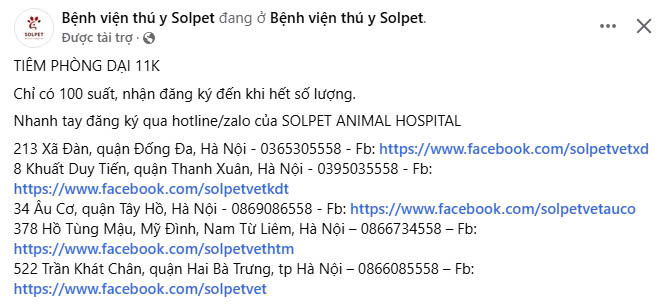 Bệnh viện thú y Solpet đang ở Bệnh viện thú y Solpet.
Được tài trợ ·
SOLPET
TIÊM PHÒNG DẠI 11K
Chỉ có 100 suất, nhận đăng ký đến khi hết số lượng.
Nhanh tay đăng ký qua hotline/zalo của SOLPET ANIMAL HOSPITAL
213 Xã Đàn, quận Đống Đa, Hà Nội - 0365305558 - Fb: https://www.facebook.com/solpetvetxd
8 Khuất Duy Tiến, quận Thanh Xuân, Hà Nội - 0395035558 - Fb:
https://www.facebook.com/solpetvetkdt
34 Âu Cơ, quận Tây Hồ, Hà Nội - 0869086558 - Fb: https://www.facebook.com/solpetvetauco
378 Hồ Tùng Mậu, Mỹ Đình, Nam Từ Liêm, Hà Nội – 0866734558 – Fb:
https://www.facebook.com/solpetvethtm
522 Trần Khát Chân, quận Hai Bà Trưng, tp Hà Nội – 0866085558 – Fb:
https://www.facebook.com/solpetvet